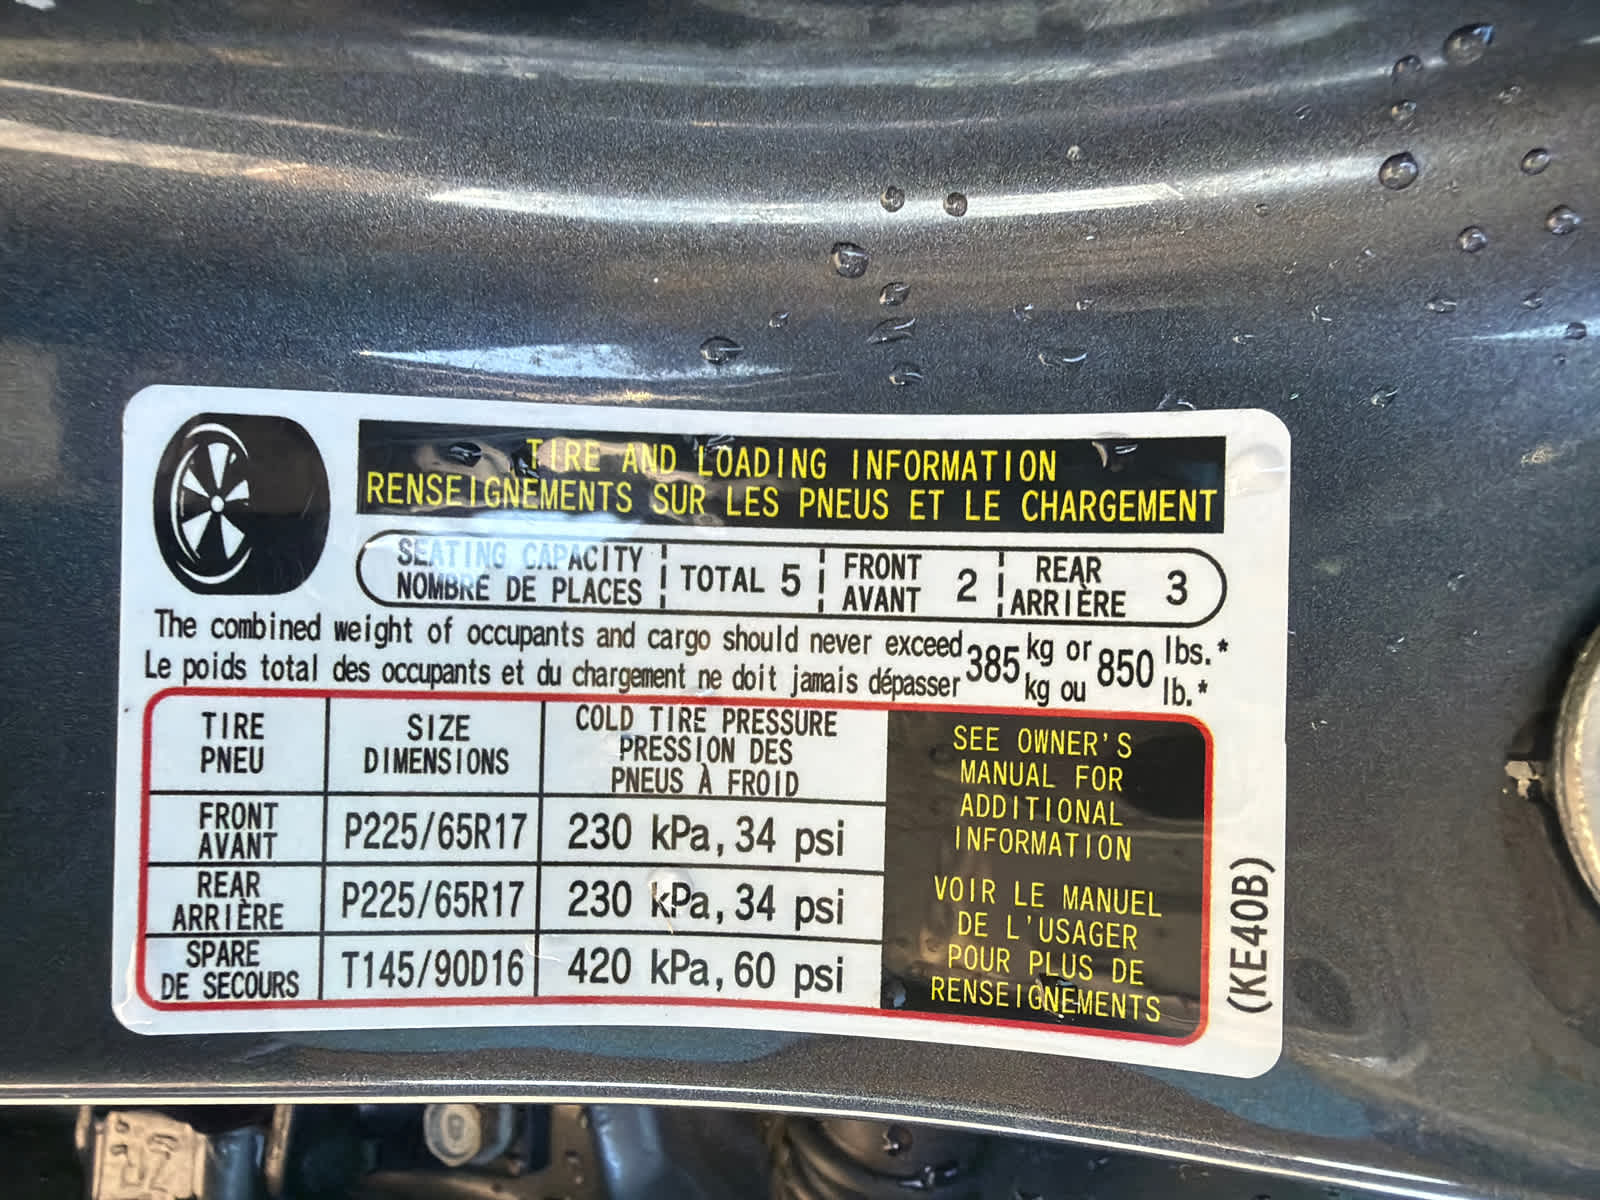 TIRE AND LOADING INFORMATION
RENSEIGNEMENTS SUR LES PNEUS ET LE CHARGEMENT
SEATING CAPACITY
NOMBRE DE PLACES
TOTAL 5
FRONT
AVANT
2
REAR
ARRIÈRE
3
The combined weight of occupants and cargo should never exceed 385 kg or 850 lbs.*
Le poids total des occupants et du chargement ne doit jamais dépasser kg ou lb.*
TIRE
PNEU
SIZE
DIMENSIONS
COLD TIRE PRESSURE
PRESSION DES
PNEUS À FROID
FRONT
AVANT
P225/65R17
230 kPa, 34 psi
REAR
ARRIÈRE
P225/65R17
230 kPa, 34 psi
SPARE
DE SECOURS
T145/90D16
420 kPa, 60 psi
SEE OWNER'S
MANUAL FOR
ADDITIONAL
INFORMATION
VOIR LE MANUEL
DE L'USAGER
POUR PLUS DE
RENSEIGNEMENTS
(KE40B)